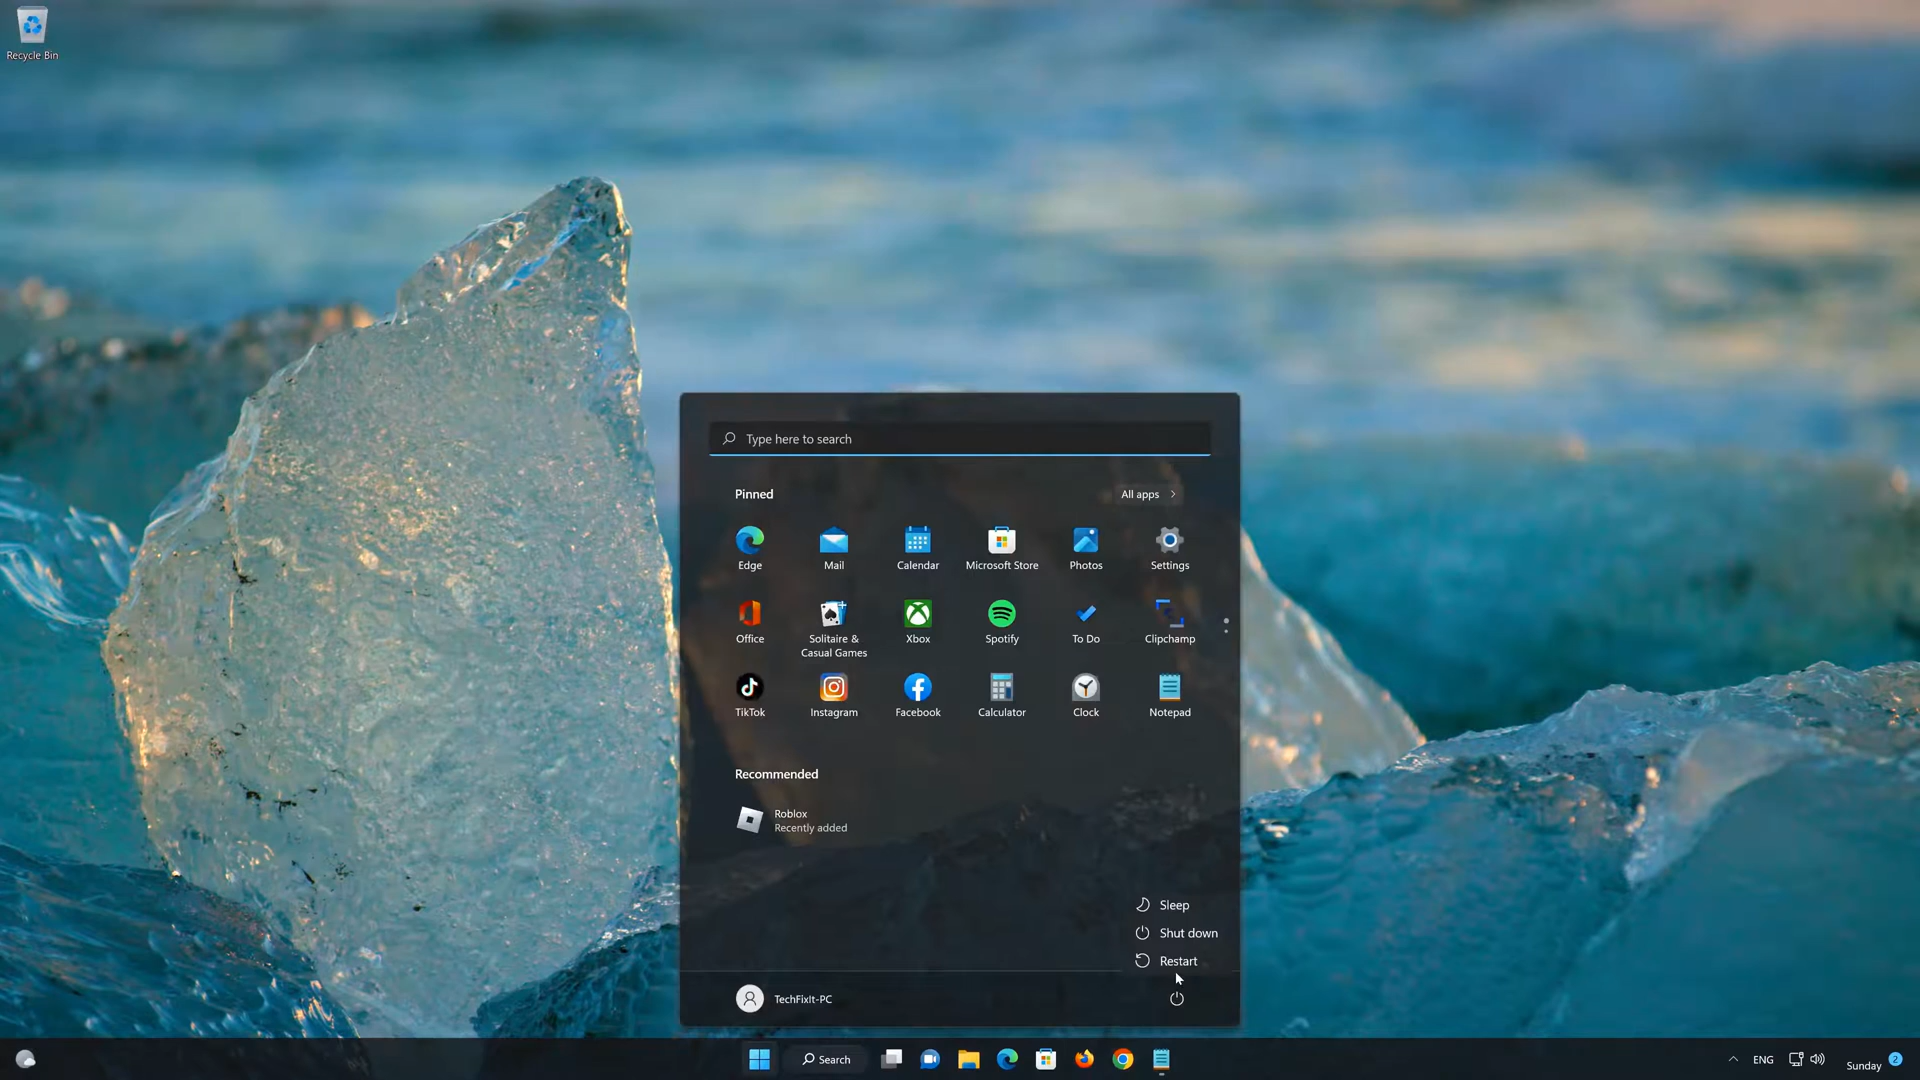 Recycle Bin
Type here to search
Pinned
All apps
Edge
Mail
Calendar
Microsoft Store
Photos
Settings
Office
Solitaire &
Casual Games
Xbox
Spotify
To Do
Clipchamp
TikTok
Instagram
Facebook
Calculator
Clock
Notepad
Recommended
Roblox
Recently added
Sleep
Shut down
Restart
TechFixIt-PC
Search
ENG
Sunday
2